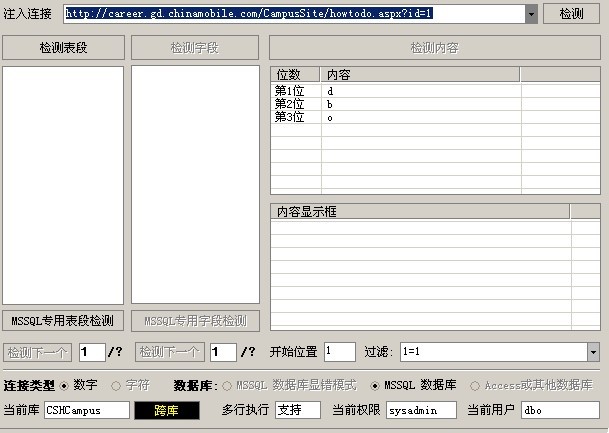 注入连接 http://career.gd.chinamobile.com/CampusSite/howtodo.aspx?id=1 检测
检测表段 检测字段 检测内容
位数 内容
第1位 d
第2位 b
第3位 o
内容显示框
MSSQL专用表段检测 MSSQL专用字段检测
检测下一个 1 /? 检测下一个 1 /? 开始位置 1 过滤: 1=1
连接类型 数字 字符 数据库: MSSQL 数据库显错模式 MSSQL 数据库 Access或其他数据库
当前库 CSHCampus 跨库 多行执行 支持 当前权限 sysadmin 当前用户 dbo